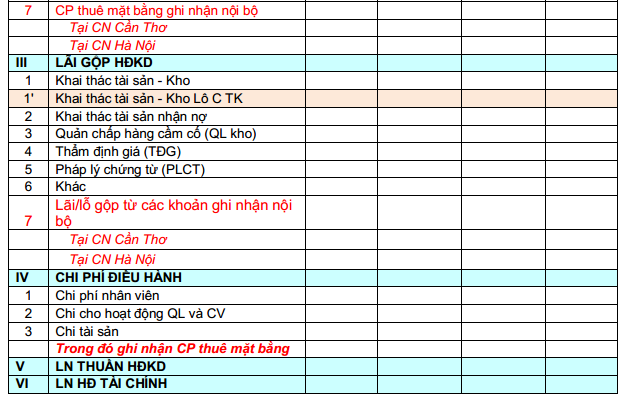 7 CP thuê mặt bằng ghi nhận nội bộ
Tại CN Cần Thơ
Tại CN Hà Nội
III LÃI GỘP HĐKD
1 Khai thác tài sản - Kho
1' Khai thác tài sản - Kho Lô C TK
2 Khai thác tài sản nhận nợ
3 Quản chấp hàng cầm cố (QL kho)
4 Thẩm định giá (TĐG)
5 Pháp lý chứng từ (PLCT)
6 Khác
Lãi/lỗ gộp từ các khoản ghi nhận nội
7 bộ
Tại CN Cần Thơ
Tại CN Hà Nội
IV CHI PHÍ ĐIỀU HÀNH
1 Chi phí nhân viên
2 Chi cho hoạt động QL và CV
3 Chi tài sản
Trong đó ghi nhận CP thuê mặt bằng
V LN THUẦN HĐKD
VI LN HĐ TÀI CHÍNH